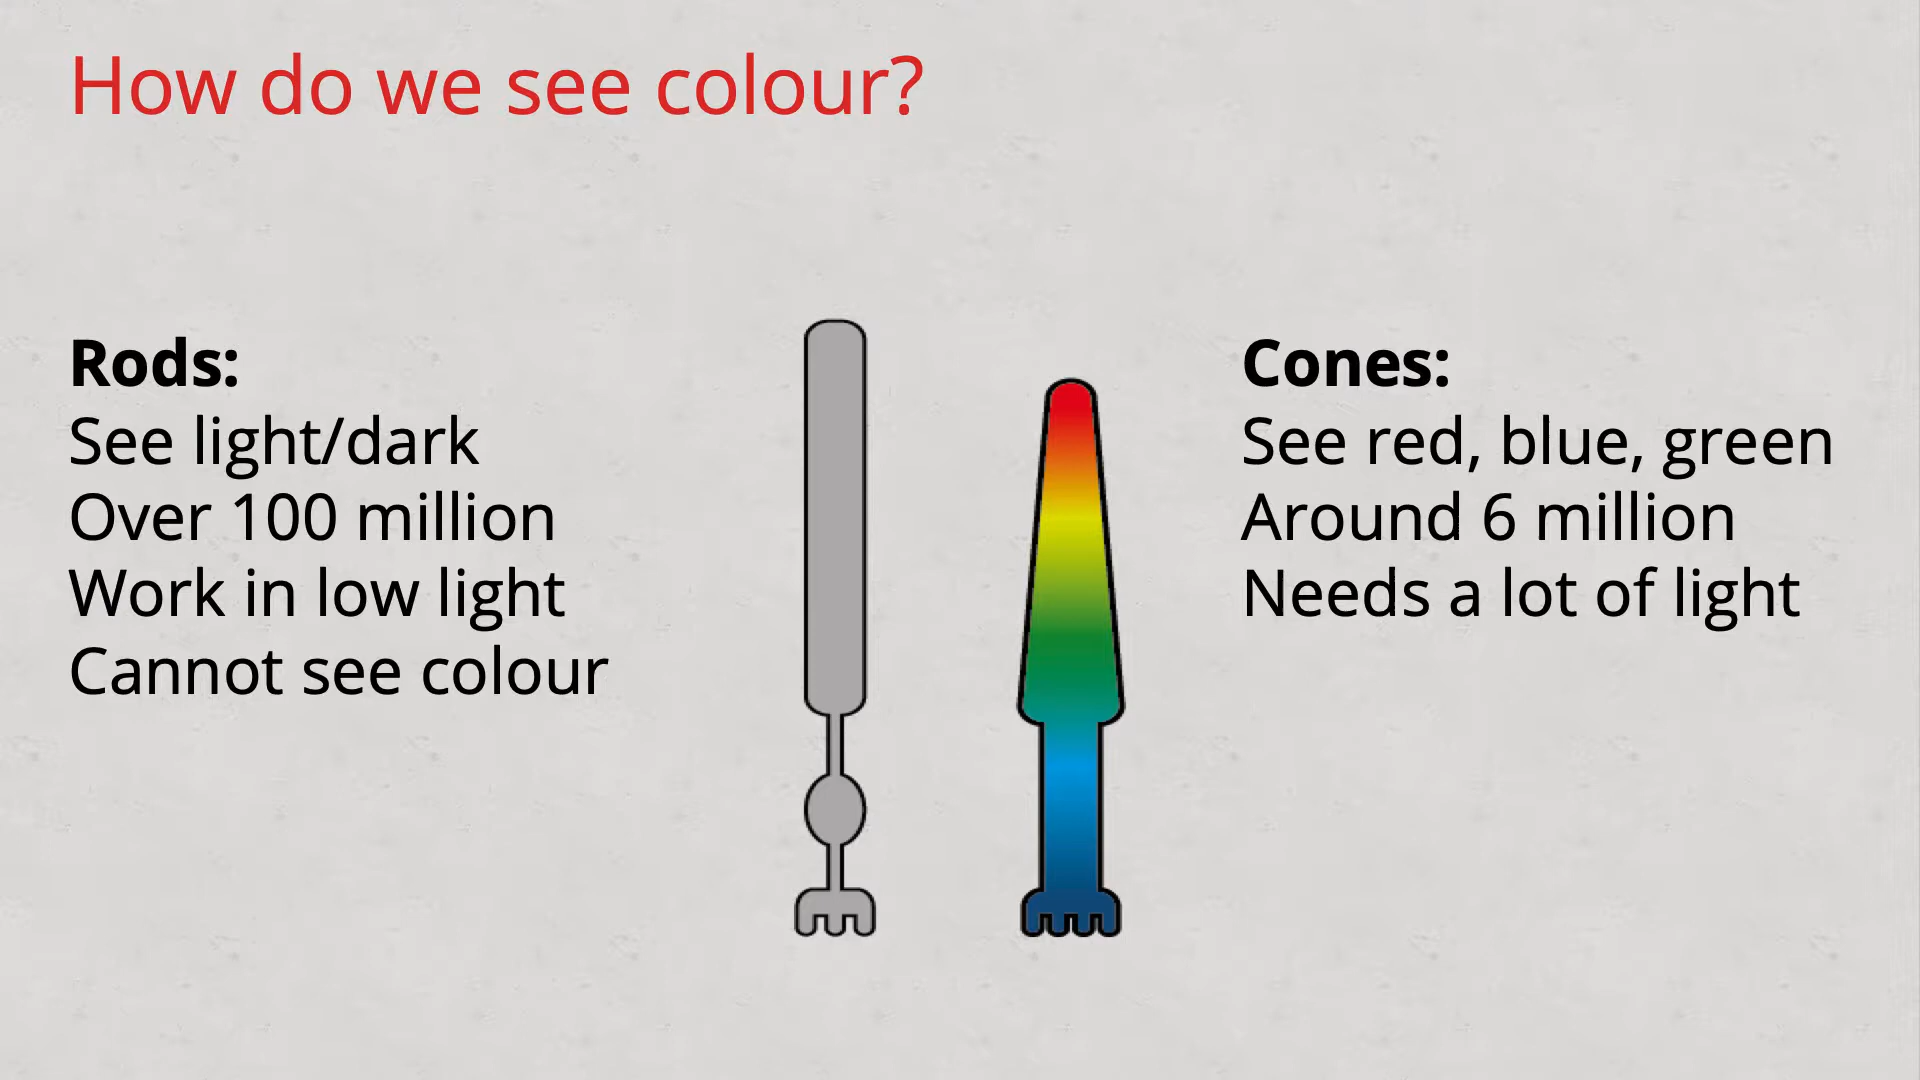 How do we see colour?
Rods:
See light/dark
Over 100 million
Work in low light
Cannot see colour
Cones:
See red, blue, green
Around 6 million
Needs a lot of light